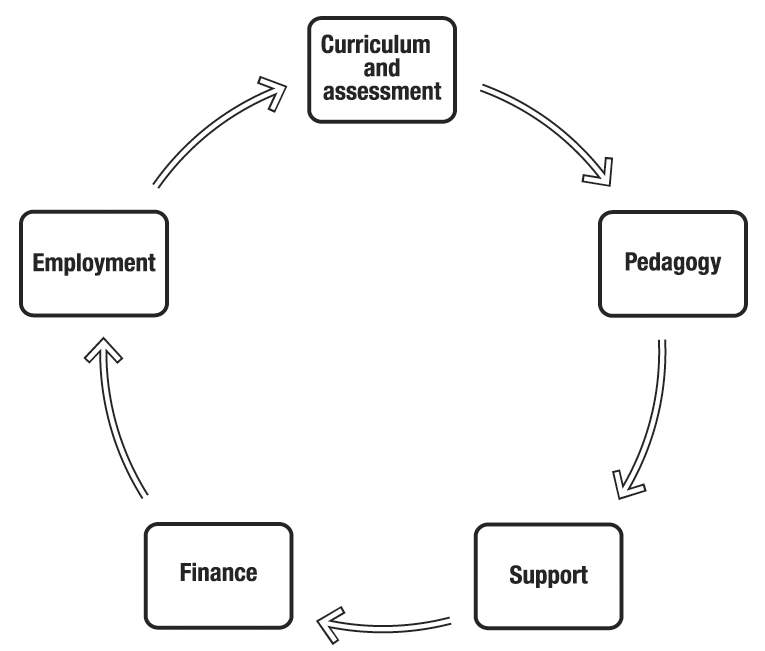 Curriculum
and
assessment
Pedagogy
Support
Finance
Employment